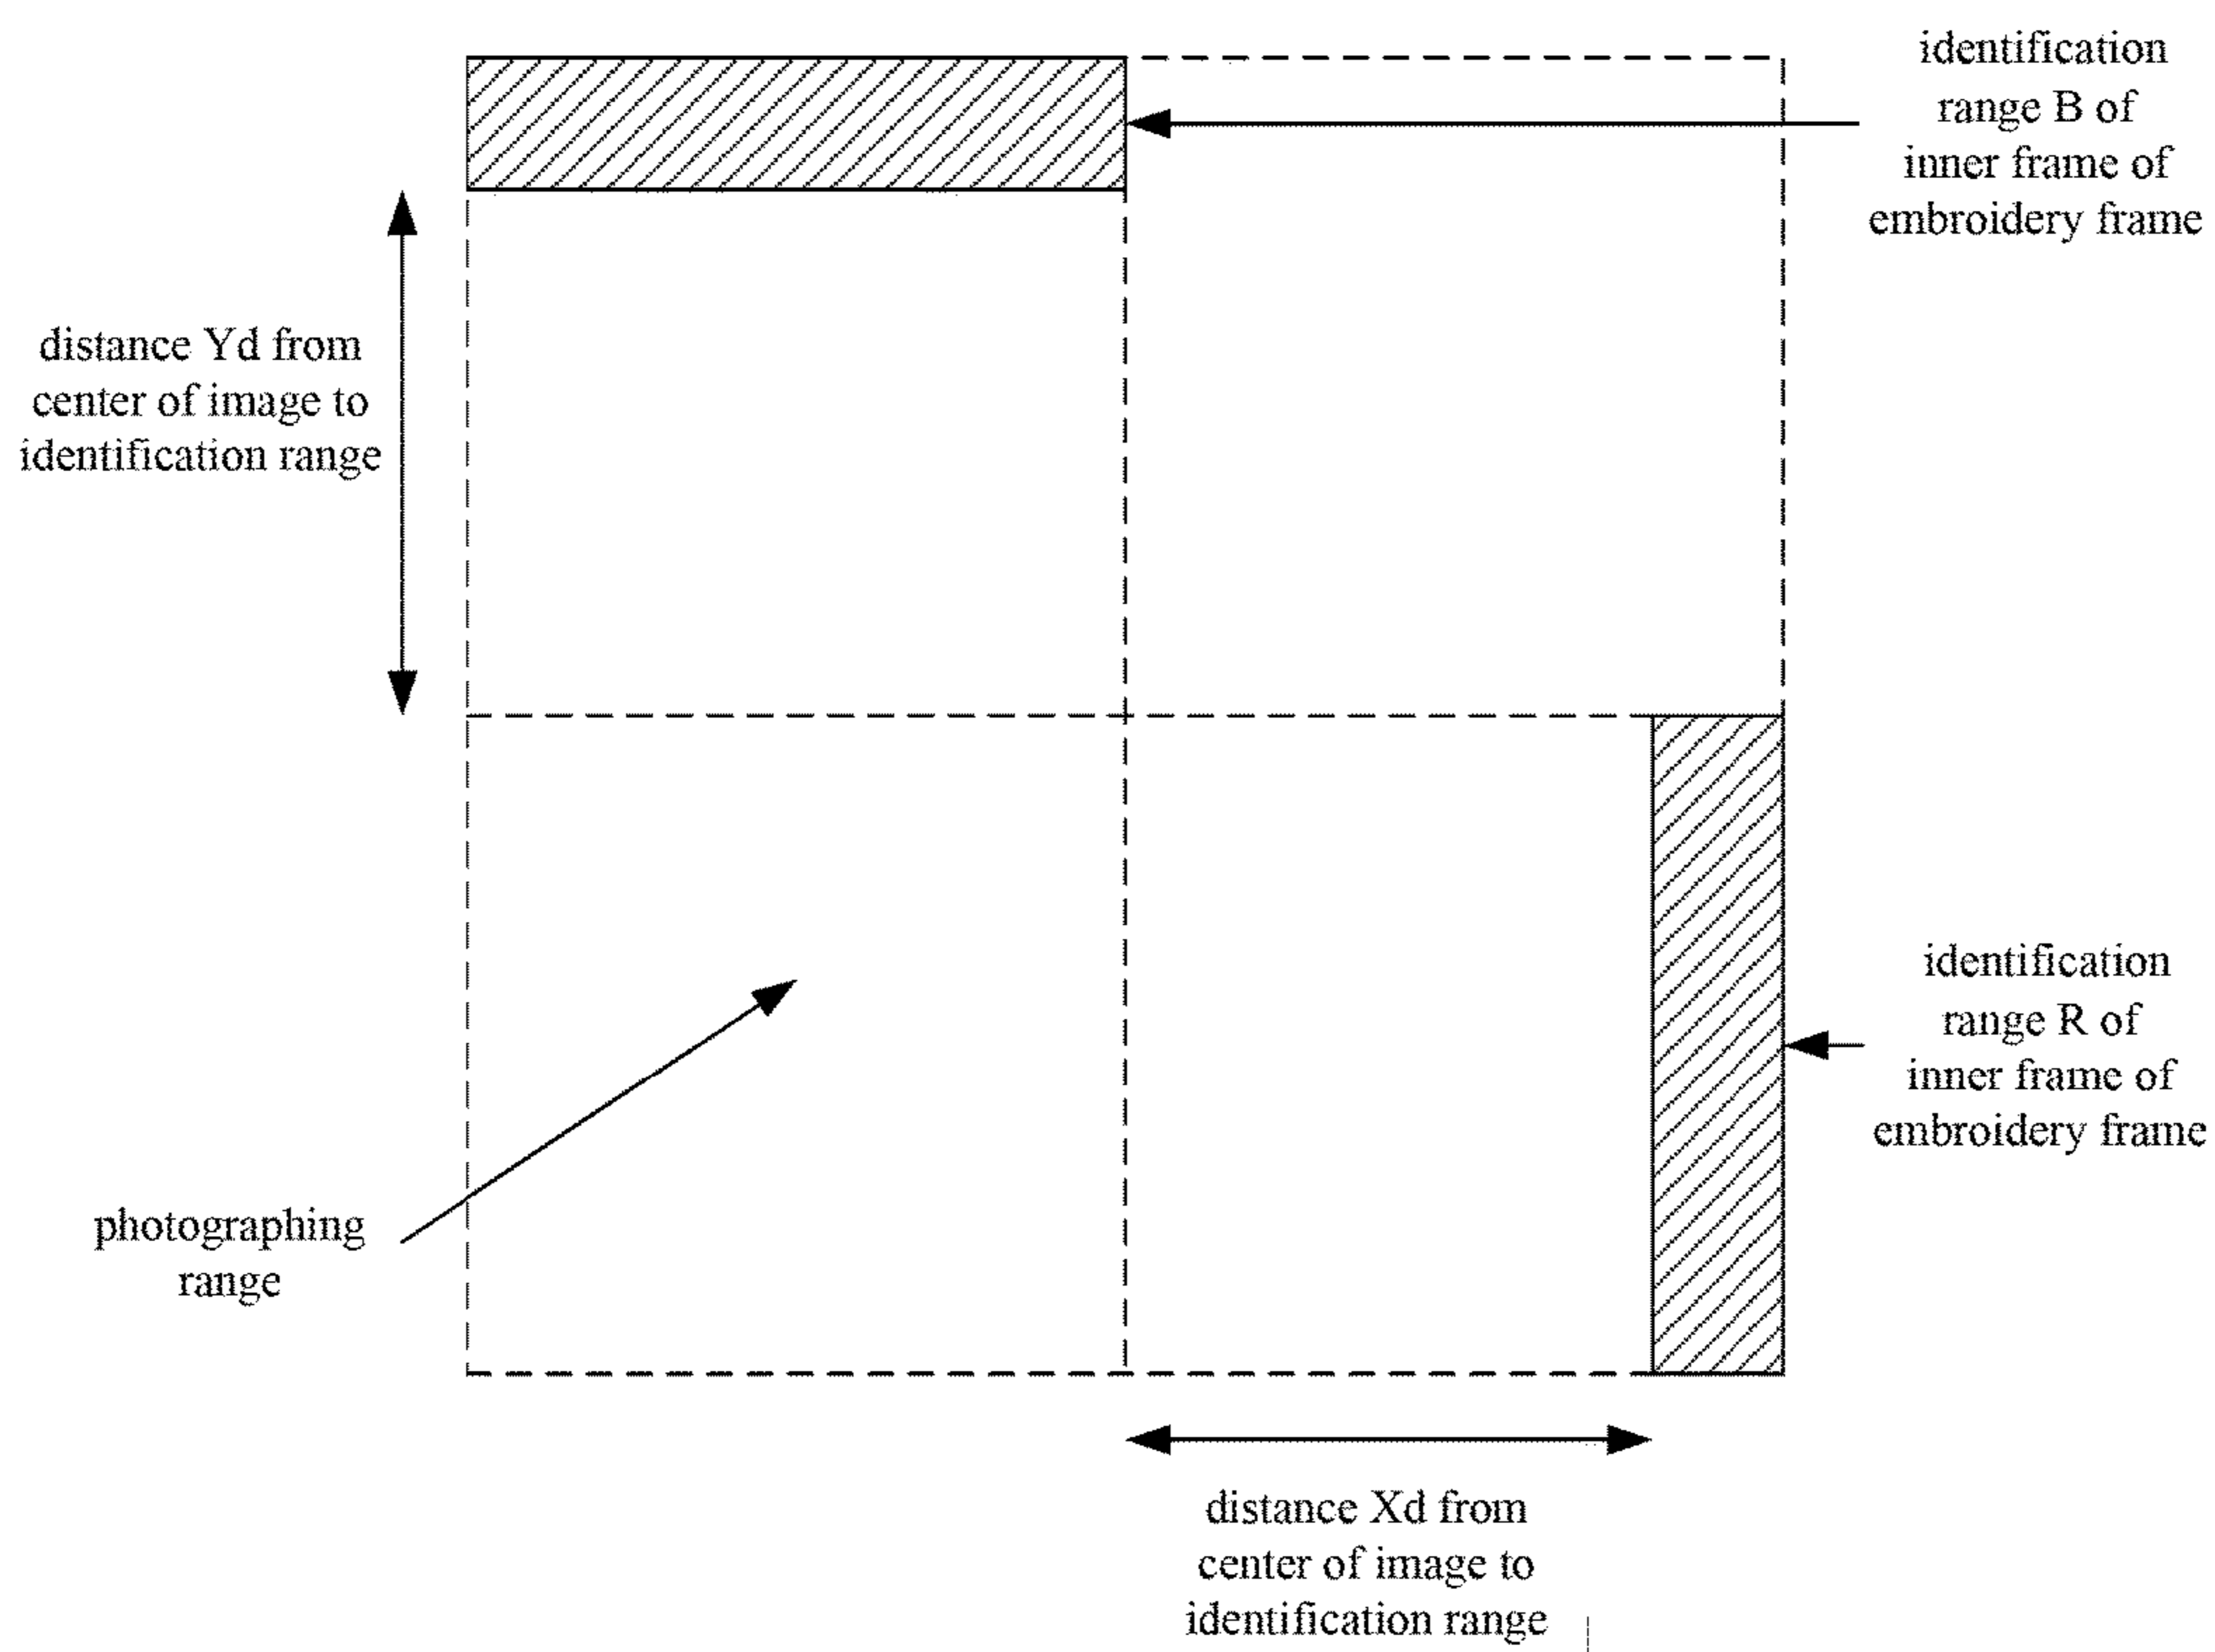 identification
range B of
inner frame of
embroidery frame
distance Yd from
center of image to
identification range
identification
range R of
inner frame of
embroidery frame
photographing
range
distance Xd from
center of image to
identification range